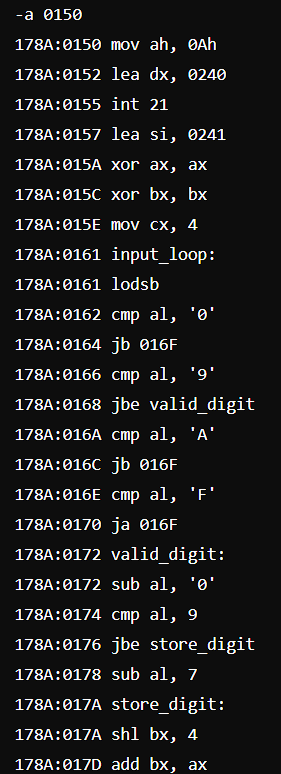 -a 0150
178A:0150 mov ah, 0Ah
178A:0152 lea dx, 0240
178A:0155 int 21
178A:0157 lea si, 0241
178A:015A xor ax, ax
178A:015C xor bx, bx
178A:015E mov cx, 4
178A:0161 input_loop:
178A:0161 lodsb
178A:0162 cmp al, '0'
178A:0164 jb 016F
178A:0166 cmp al, '9'
178A:0168 jbe valid_digit
178A:016A cmp al, 'A'
178A:016C jb 016F
178A:016E cmp al, 'F'
178A:0170 ja 016F
178A:0172 valid_digit:
178A:0172 sub al, '0'
178A:0174 cmp al, 9
178A:0176 jbe store_digit
178A:0178 sub al, 7
178A:017A store_digit:
178A:017A shl bx, 4
178A:017D add bx, ax